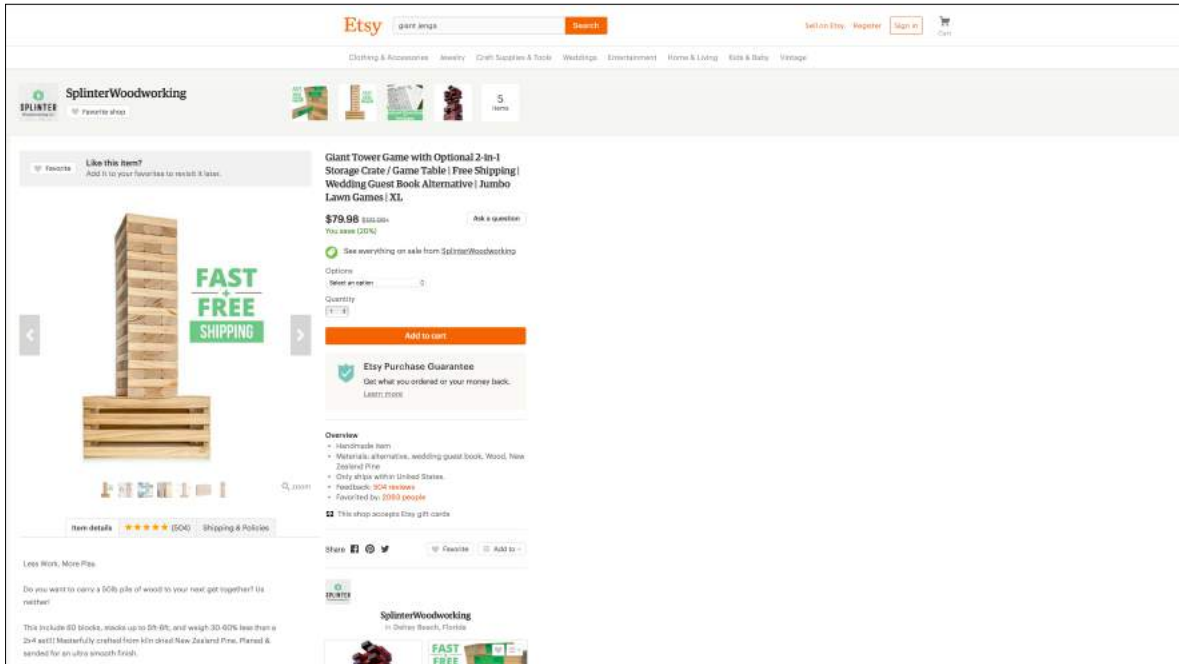 Etsy
giant jenga
Search
Sell on Etsy
Register
Sign in
Cart
Clothing & Accessories
Jewelry
Craft Supplies & Tools
Weddings
Entertainment
Home & Living
Kids & Baby
Vintage
SPLINTER
SplinterWoodworking
Favorite shop
5
items
Favorite
Like this item?
Add it to your favorites to revisit it later.
FAST
+
FREE
SHIPPING
zoom
Giant Tower Game with Optional 2-in-1
Storage Crate / Game Table | Free Shipping |
Wedding Guest Book Alternative | Jumbo
Lawn Games | XL
$79.98
Ask a question
You save (20%)
See everything on sale from SplinterWoodworking
Options
Select an option
Quantity
1
Add to cart
Etsy Purchase Guarantee
Get what you ordered or your money back.
Learn more
Overview
Handmade item
Materials: alternative, wedding guest book, Wood, New
Zealand Pine
Only ships within United States.
Feedback: 504 reviews
Favorited by: 2093 people
This shop accepts Etsy gift cards
Share
Favorite
Add to
SPLINTER
SplinterWoodworking
in Delray Beach, Florida
FAST
FREE
Item details
(504)
Shipping & Policies
Less Work, More Play.
Do you want to carry a 50lb pile of wood to your next get together? Us
neither!
This include 60 blocks, stacks up to 5ft-6ft, and weigh 30-60% less than a
2x4 set!! Masterfully crafted from kiln dried New Zealand Pine. Planed &
sanded for an ultra smooth finish.